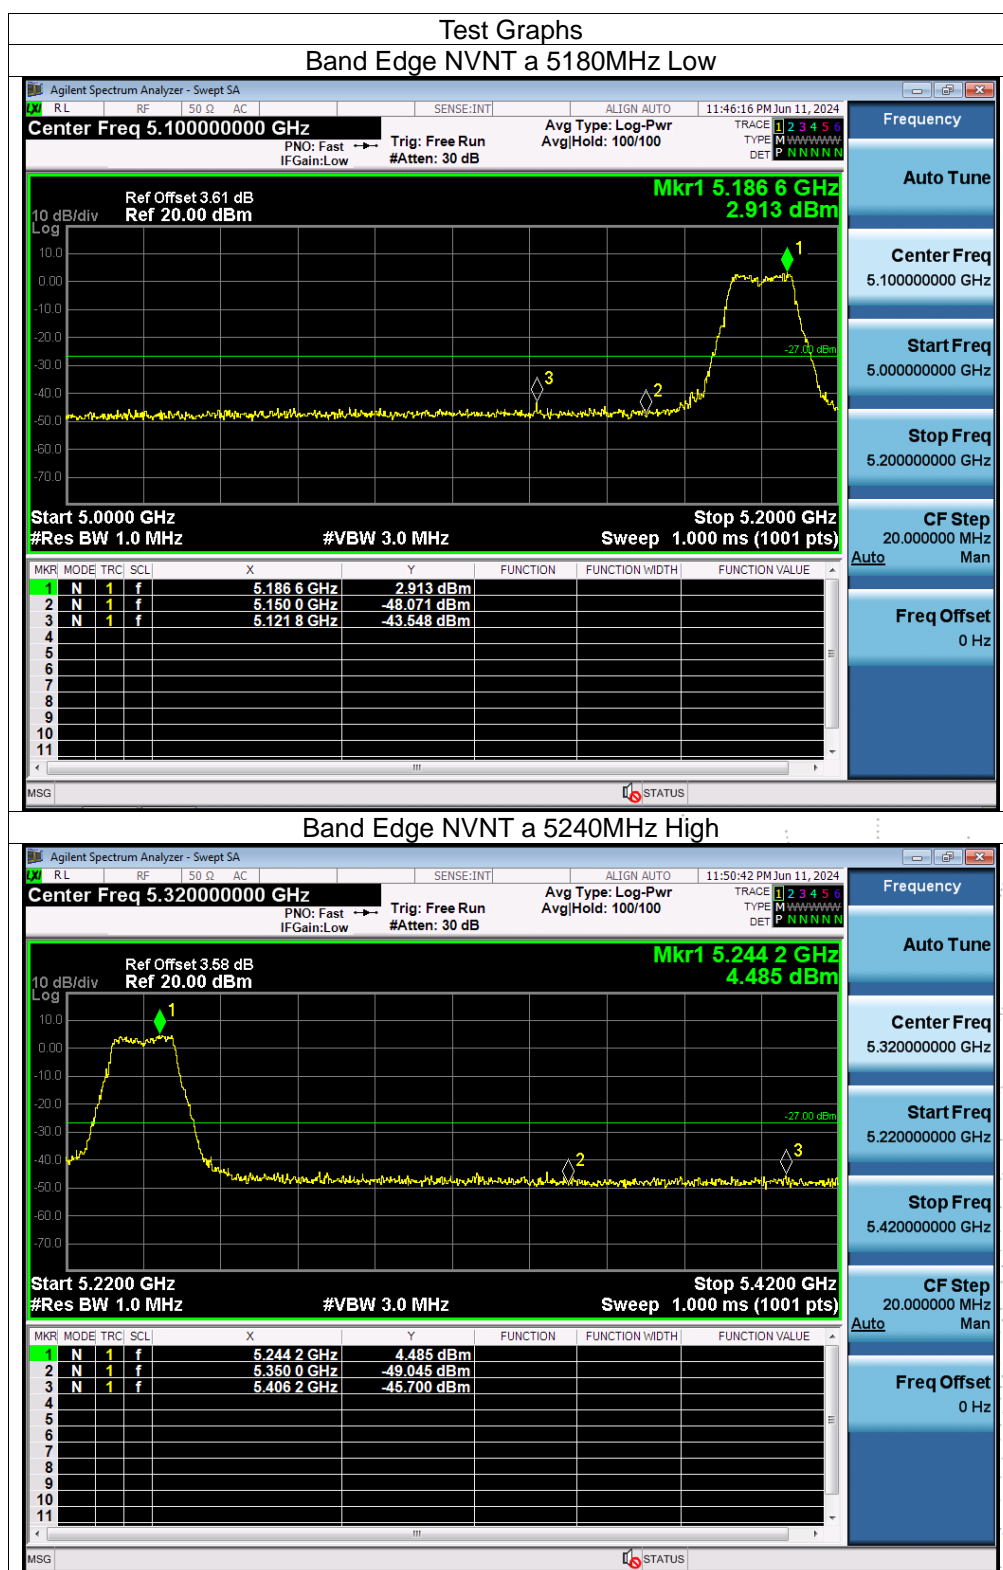 Test Graphs
Band Edge NVNT a 5180MHz Low
Agilent Spectrum Analyzer - Swept SA
LXI RL RF 50 Ω AC SENSE:INT ALIGN AUTO 11:46:16 PM Jun 11, 2024
Center Freq 5.100000000 GHz
PNO: Fast
IFGain:Low
Trig: Free Run
#Atten: 30 dB
Avg Type: Log-Pwr
Avg|Hold: 100/100
TRACE 1 2 3 4 5 6
TYPE M WWWWW
DET P N N N N N
Frequency
Auto Tune
Center Freq
5.100000000 GHz
Start Freq
5.000000000 GHz
Stop Freq
5.200000000 GHz
CF Step
20.000000 MHz
Auto Man
Freq Offset
0 Hz
Mkr1 5.186 6 GHz
2.913 dBm
Ref Offset 3.61 dB
10 dB/div Ref 20.00 dBm
Log
10.0
0.00
-10.0
-20.0
-30.0
-40.0
-50.0
-60.0
-70.0
1
-27.00 dBm
3
2
Start 5.0000 GHz Stop 5.2000 GHz
#Res BW 1.0 MHz #VBW 3.0 MHz Sweep 1.000 ms (1001 pts)
MKR MODE TRC SCL X Y FUNCTION FUNCTION WIDTH FUNCTION VALUE
1 N 1 f 5.186 6 GHz 2.913 dBm
2 N 1 f 5.150 0 GHz -48.071 dBm
3 N 1 f 5.121 8 GHz -43.548 dBm
4
5
6
7
8
9
10
11
MSG STATUS
Band Edge NVNT a 5240MHz High
Agilent Spectrum Analyzer - Swept SA
LXI RL RF 50 Ω AC SENSE:INT ALIGN AUTO 11:50:42 PM Jun 11, 2024
Center Freq 5.320000000 GHz
PNO: Fast
IFGain:Low
Trig: Free Run
#Atten: 30 dB
Avg Type: Log-Pwr
Avg|Hold: 100/100
TRACE 1 2 3 4 5 6
TYPE M WWWWW
DET P N N N N N
Frequency
Auto Tune
Center Freq
5.320000000 GHz
Start Freq
5.220000000 GHz
Stop Freq
5.420000000 GHz
CF Step
20.000000 MHz
Auto Man
Freq Offset
0 Hz
Mkr1 5.244 2 GHz
4.485 dBm
Ref Offset 3.58 dB
10 dB/div Ref 20.00 dBm
Log
10.0
0.00
-10.0
-20.0
-30.0
-40.0
-50.0
-60.0
-70.0
1
-27.00 dBm
2
3
Start 5.2200 GHz Stop 5.4200 GHz
#Res BW 1.0 MHz #VBW 3.0 MHz Sweep 1.000 ms (1001 pts)
MKR MODE TRC SCL X Y FUNCTION FUNCTION WIDTH FUNCTION VALUE
1 N 1 f 5.244 2 GHz 4.485 dBm
2 N 1 f 5.350 0 GHz -49.045 dBm
3 N 1 f 5.406 2 GHz -45.700 dBm
4
5
6
7
8
9
10
11
MSG STATUS